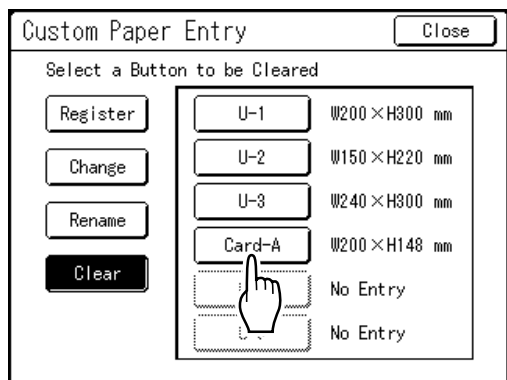 Custom Paper Entry Close
Select a Button to be Cleared
Register
Change
Rename
Clear
U-1 W200×H300 mm
U-2 W150×H220 mm
U-3 W240×H300 mm
Card-A W200×H148 mm
No Entry
No Entry